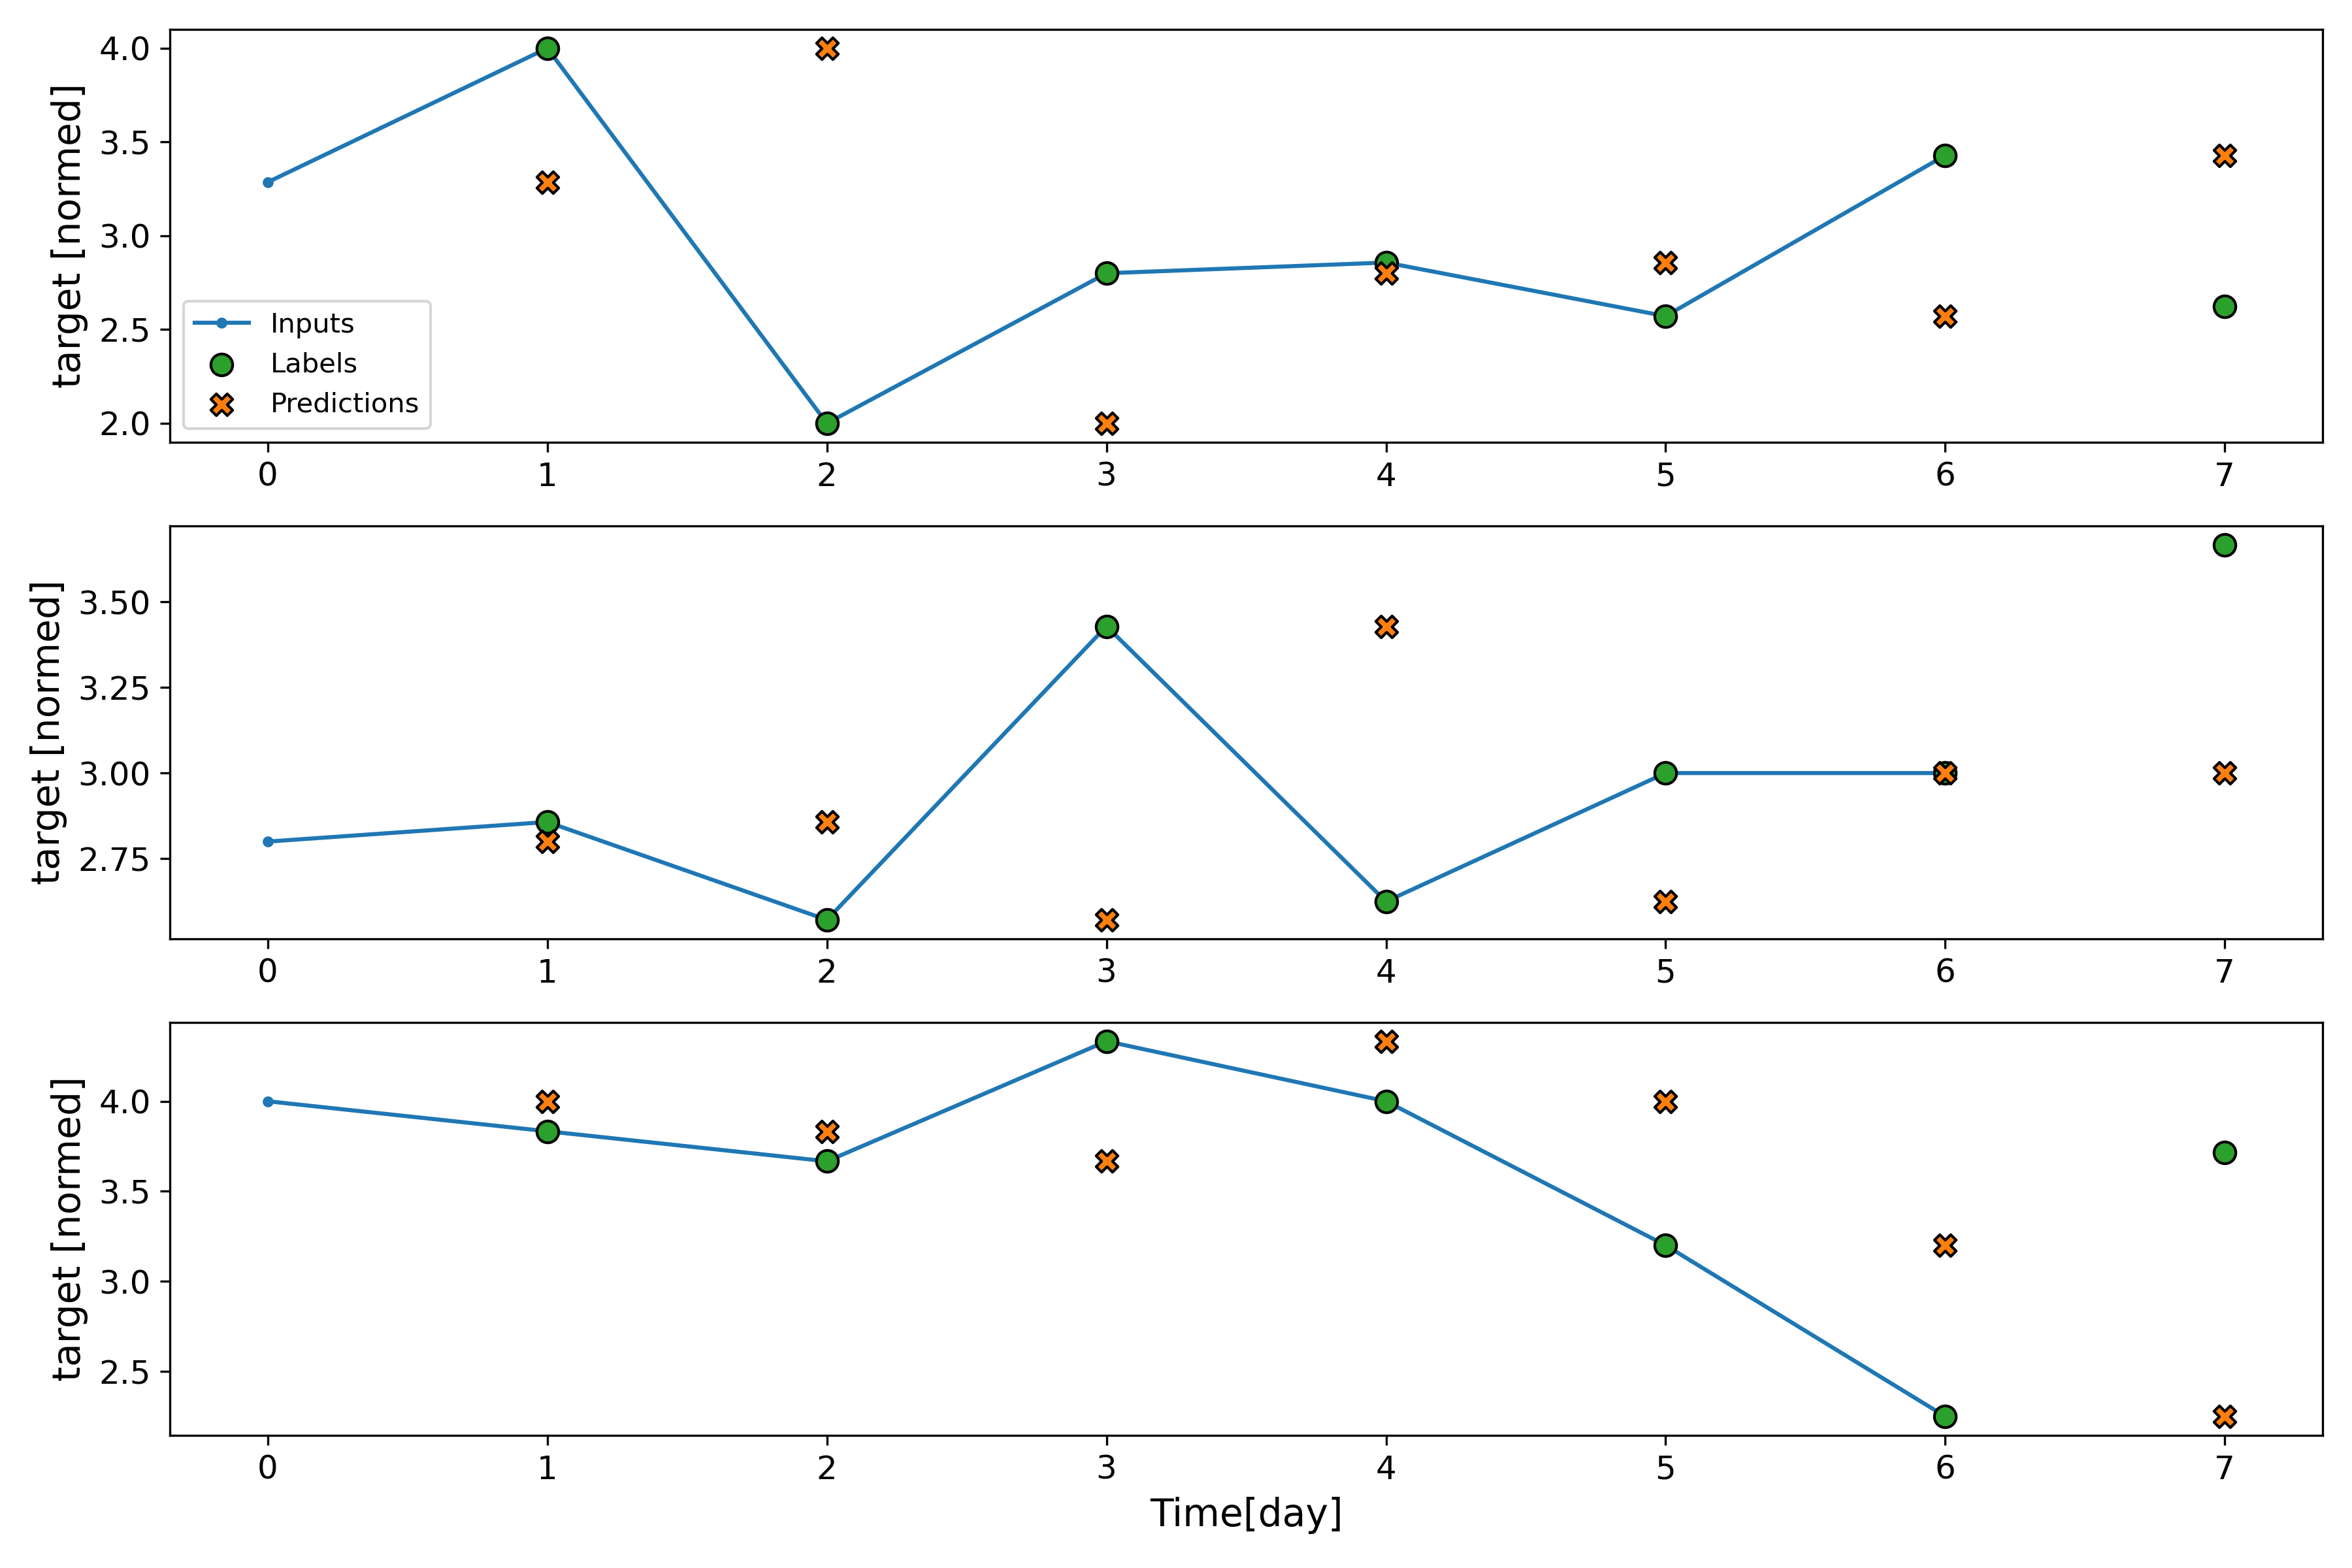 target [normed]
4.0
3.5
3.0
2.5
2.0
Inputs
Labels
Predictions
0 1 2 3 4 5 6 7
target [normed]
3.50
3.25
3.00
2.75
0 1 2 3 4 5 6 7
target [normed]
4.0
3.5
3.0
2.5
0 1 2 3 4 5 6 7
Time[day]